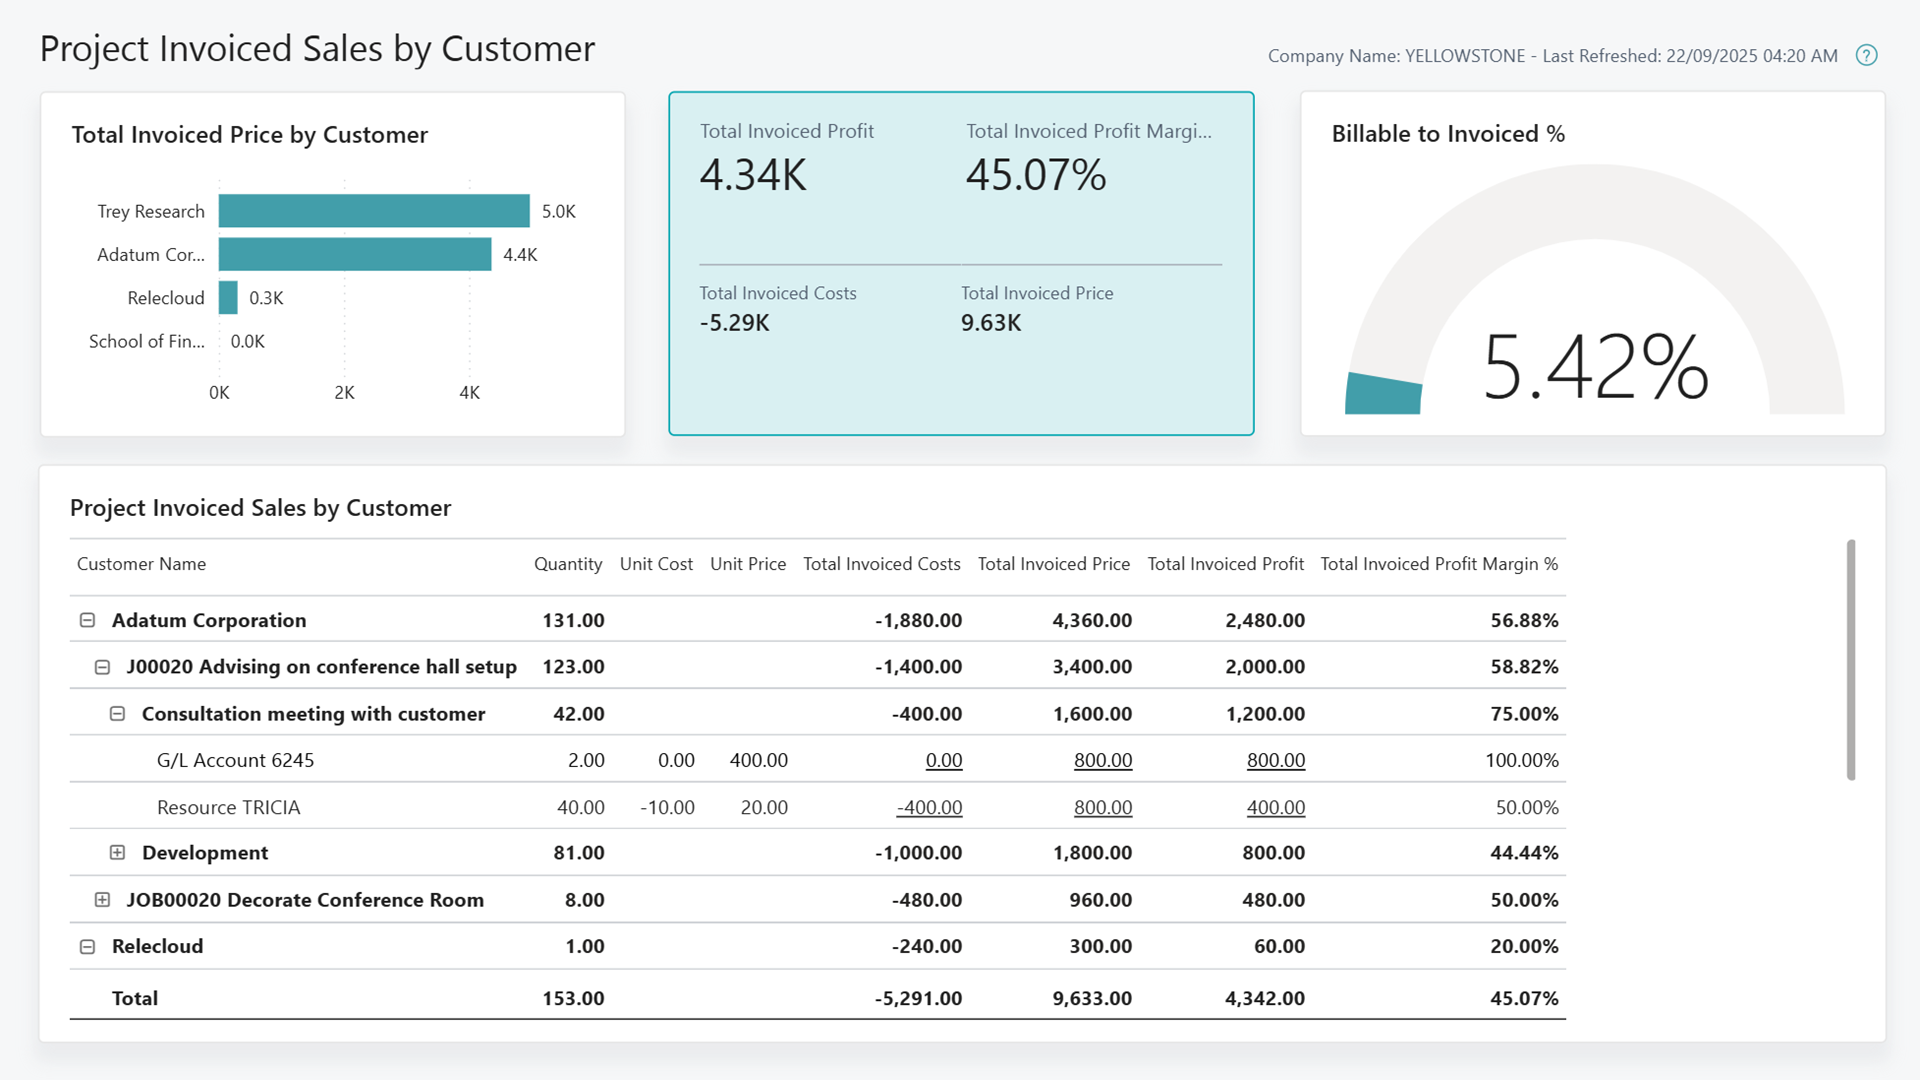 Project Invoiced Sales by Customer
Company Name: YELLOWSTONE - Last Refreshed: 22/09/2025 04:20 AM ?
Total Invoiced Price by Customer
Trey Research 5.0K
Adatum Cor... 4.4K
Relecloud 0.3K
School of Fin... 0.0K
0K 2K 4K
Total Invoiced Profit Total Invoiced Profit Margi...
4.34K 45.07%
Total Invoiced Costs Total Invoiced Price
-5.29K 9.63K
Billable to Invoiced %
5.42%
Project Invoiced Sales by Customer
Customer Name Quantity Unit Cost Unit Price Total Invoiced Costs Total Invoiced Price Total Invoiced Profit Total Invoiced Profit Margin %
Adatum Corporation 131.00 -1,880.00 4,360.00 2,480.00 56.88%
J00020 Advising on conference hall setup 123.00 -1,400.00 3,400.00 2,000.00 58.82%
Consultation meeting with customer 42.00 -400.00 1,600.00 1,200.00 75.00%
G/L Account 6245 2.00 0.00 400.00 0.00 800.00 800.00 100.00%
Resource TRICIA 40.00 -10.00 20.00 -400.00 800.00 400.00 50.00%
Development 81.00 -1,000.00 1,800.00 800.00 44.44%
JOB00020 Decorate Conference Room 8.00 -480.00 960.00 480.00 50.00%
Relecloud 1.00 -240.00 300.00 60.00 20.00%
Total 153.00 -5,291.00 9,633.00 4,342.00 45.07%